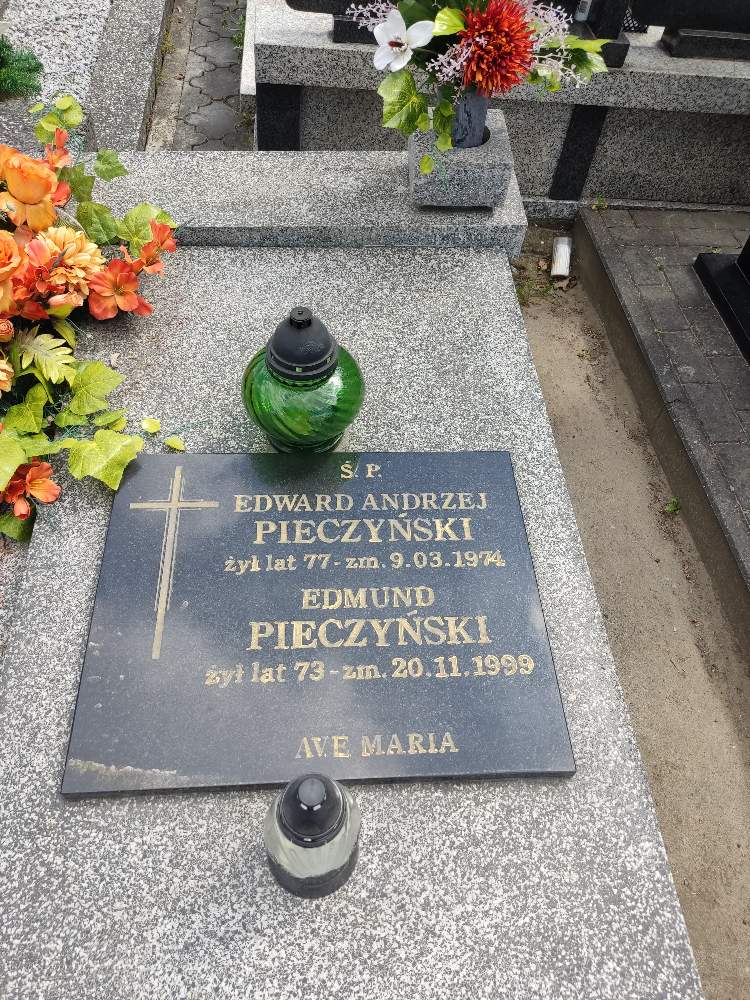 Ś. P.
EDWARD ANDRZEJ
PIECZYŃSKI
żył lat 77 - zm. 9.03.1974
EDMUND
PIECZYŃSKI
żył lat 73 - zm. 20.11.1999
AVE MARIA